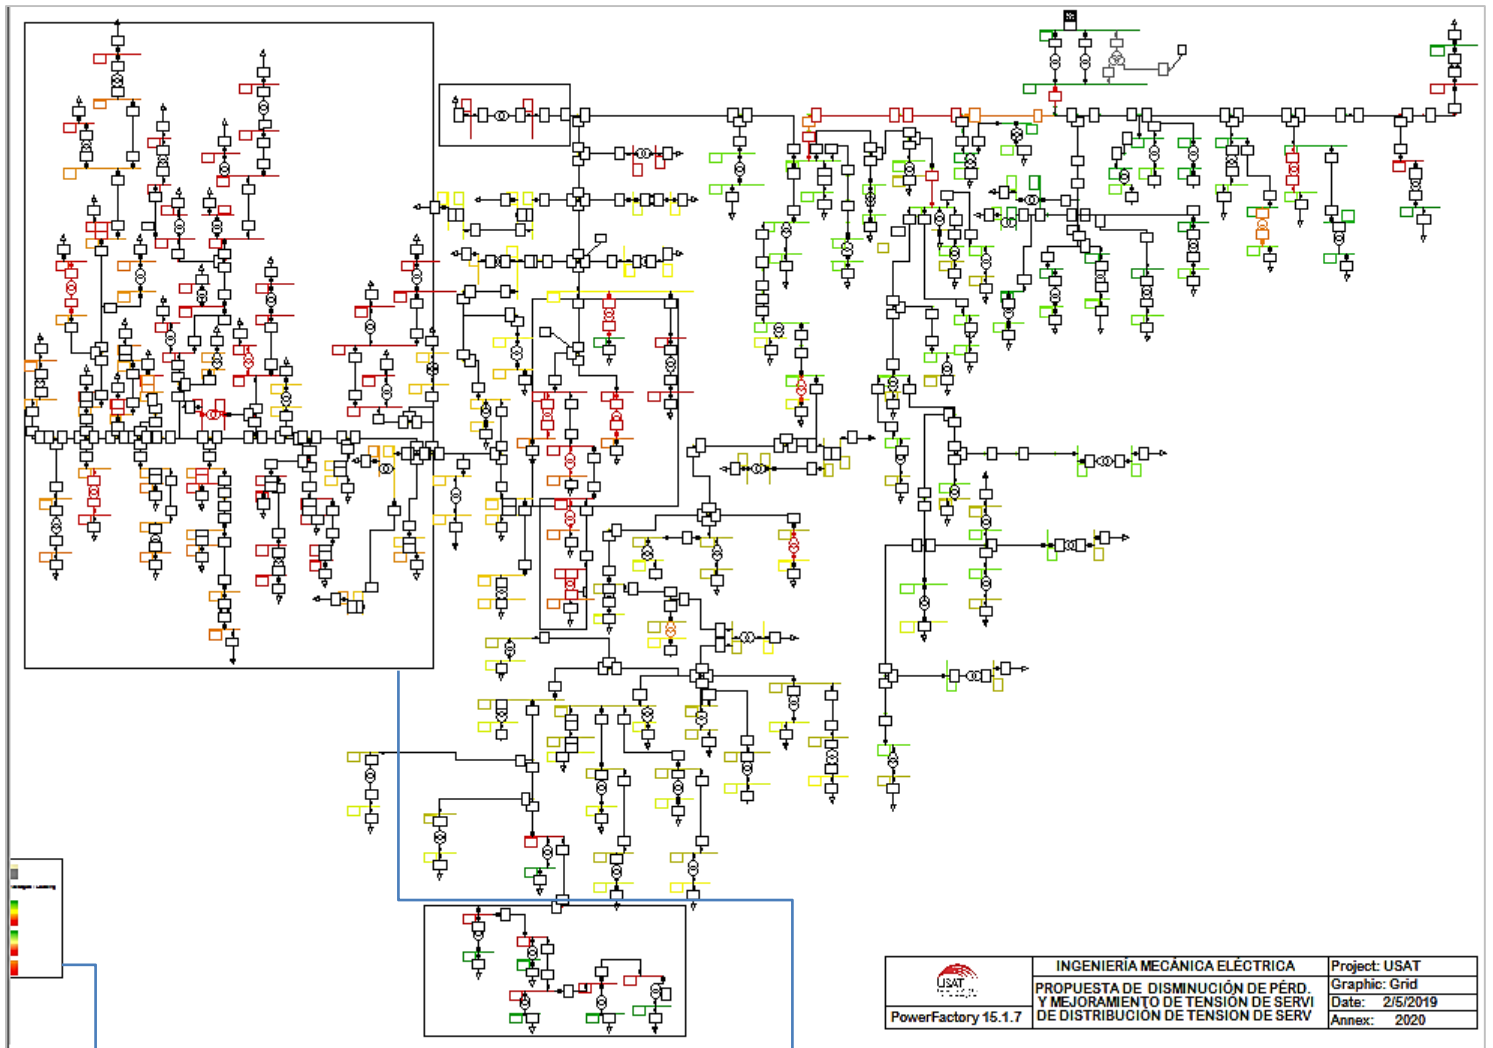 USAT
INGENIERÍA MECÁNICA ELÉCTRICA
PROPUESTA DE DISMINUCIÓN DE PÉRD.
Y MEJORAMIENTO DE TENSIÓN DE SERVI
DE DISTRIBUCIÓN DE TENSION DE SERV
PowerFactory 15.1.7
Project: USAT
Graphic: Grid
Date: 2/5/2019
Annex: 2020